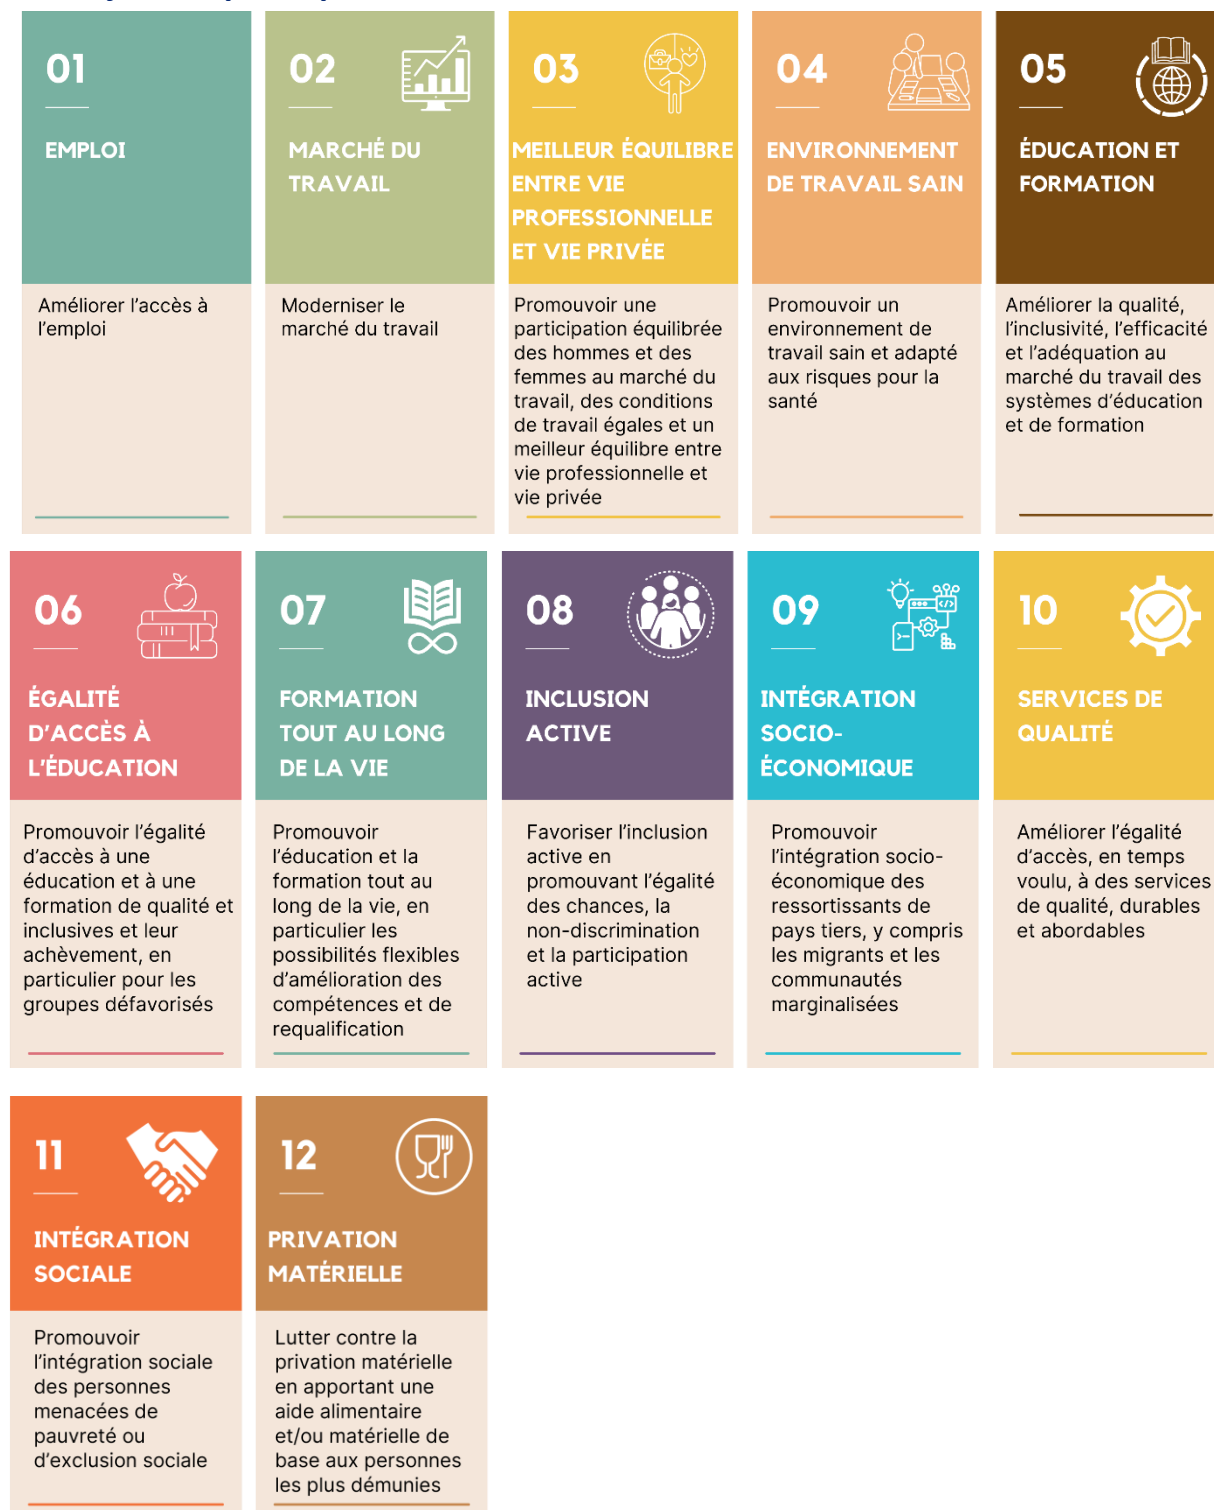 01
EMPLOI
Améliorer l’accès à
l’emploi
02
MARCHÉ DU
TRAVAIL
Moderniser le
marché du travail
03
MEILLEUR ÉQUILIBRE
ENTRE VIE
PROFESSIONNELLE
ET VIE PRIVÉE
Promouvoir une
participation équilibrée
des hommes et des
femmes au marché du
travail, des conditions
de travail égales et un
meilleur équilibre entre
vie professionnelle et
vie privée
04
ENVIRONNEMENT
DE TRAVAIL SAIN
Promouvoir un
environnement de
travail sain et adapté
aux risques pour la
santé
05
ÉDUCATION ET
FORMATION
Améliorer la qualité,
l’inclusivité, l’efficacité
et l’adéquation au
marché du travail des
systèmes d’éducation
et de formation
06
ÉGALITÉ
D’ACCÈS À
L’ÉDUCATION
Promouvoir l’égalité
d’accès à une
éducation et à une
formation de qualité et
inclusives et leur
achèvement, en
particulier pour les
groupes défavorisés
07
FORMATION
TOUT AU LONG
DE LA VIE
Promouvoir
l’éducation et la
formation tout au
long de la vie, en
particulier les
possibilités flexibles
d’amélioration des
compétences et de
requalification
08
INCLUSION
ACTIVE
Favoriser l’inclusion
active en
promouvant l’égalité
des chances, la
non-discrimination
et la participation
active
09
INTÉGRATION
SOCIO-
ÉCONOMIQUE
Promouvoir
l’intégration socio-
économique des
ressortissants de
pays tiers, y compris
les migrants et les
communautés
marginalisées
10
SERVICES DE
QUALITÉ
Améliorer l’égalité
d’accès, en temps
voulu, à des services
de qualité, durables
et abordables
11
INTÉGRATION
SOCIALE
Promouvoir
l’intégration sociale
des personnes
menacées de
pauvreté ou
d’exclusion sociale
12
PRIVATION
MATÉRIELLE
Lutter contre la
privation matérielle
en apportant une
aide alimentaire
et/ou matérielle de
base aux personnes
les plus démunies